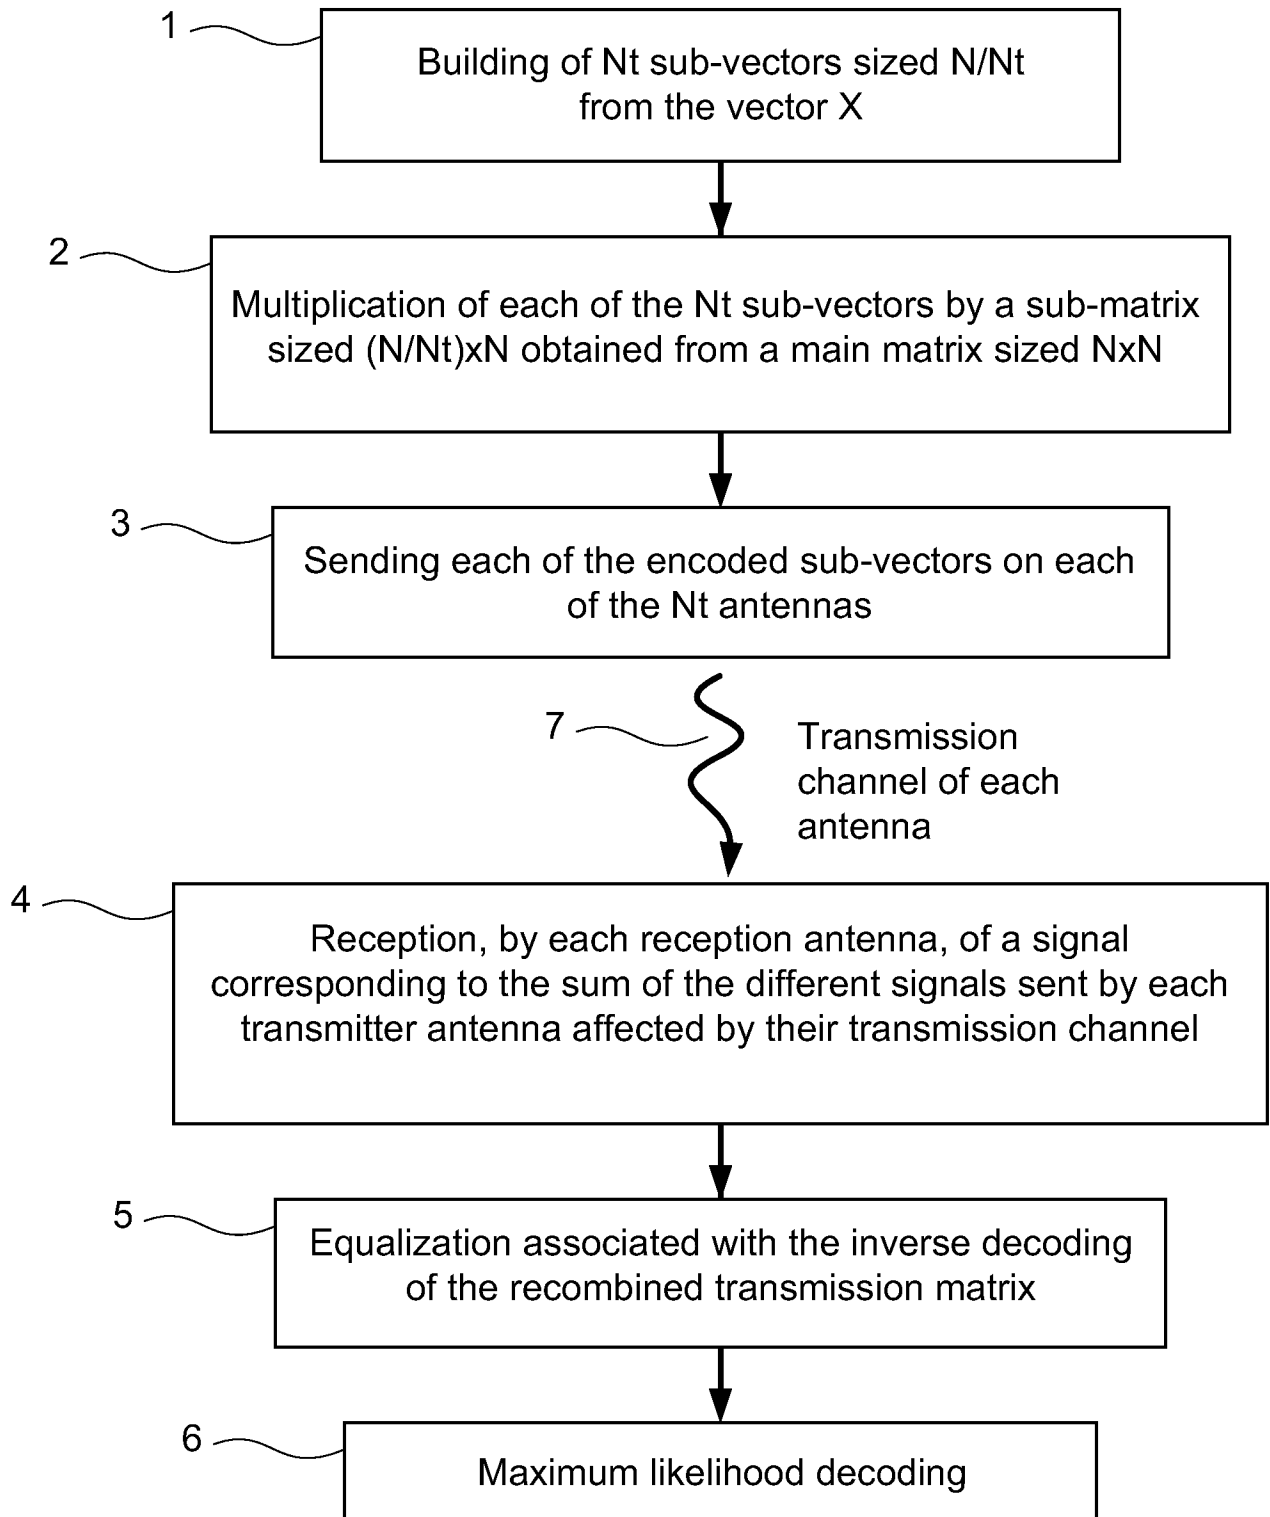 1
Building of Nt sub-vectors sized N/Nt
from the vector X
2
Multiplication of each of the Nt sub-vectors by a sub-matrix
sized (N/Nt)xN obtained from a main matrix sized NxN
3
Sending each of the encoded sub-vectors on each
of the Nt antennas
7
Transmission
channel of each
antenna
4
Reception, by each reception antenna, of a signal
corresponding to the sum of the different signals sent by each
transmitter antenna affected by their transmission channel
5
Equalization associated with the inverse decoding
of the recombined transmission matrix
6
Maximum likelihood decoding